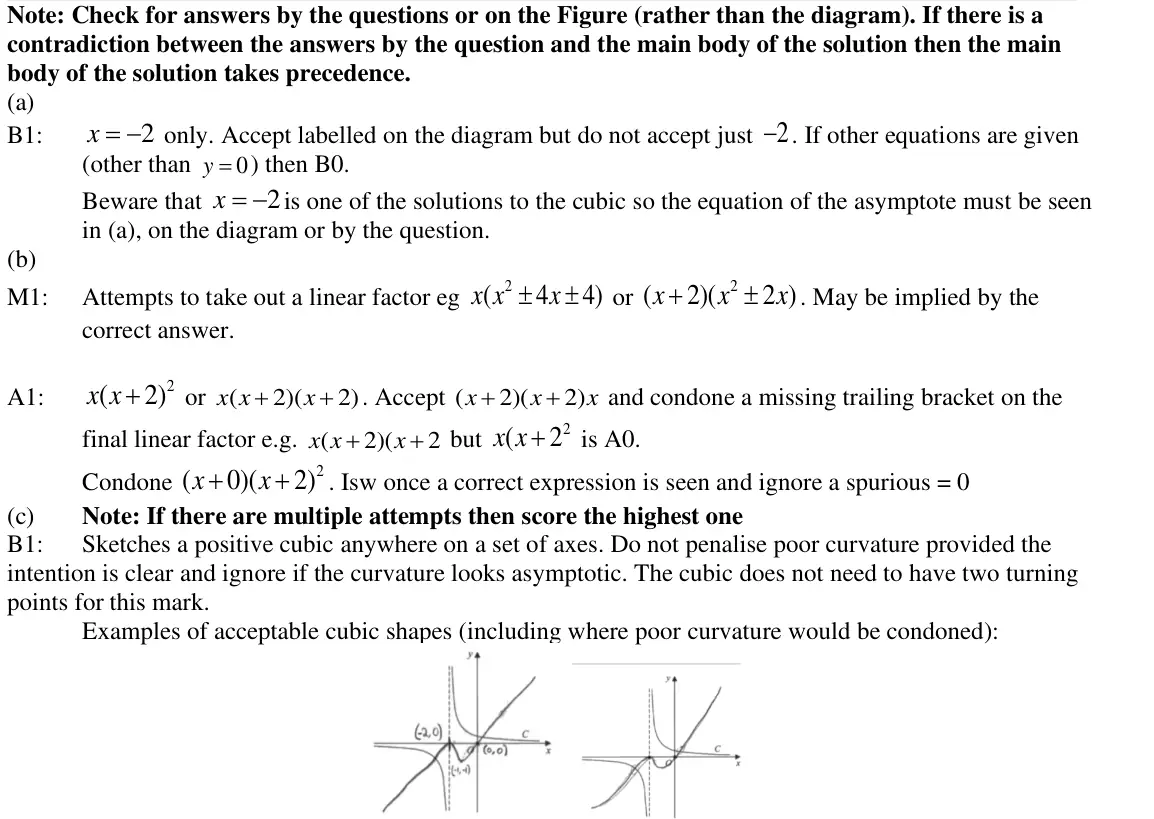 Note: Check for answers by the questions or on the Figure (rather than the diagram). If there is a
contradiction between the answers by the question and the main body of the solution then the main
body of the solution takes precedence.
(a)
B1: x = −2 only. Accept labelled on the diagram but do not accept just −2. If other equations are given
(other than y = 0) then B0.
Beware that x = −2 is one of the solutions to the cubic so the equation of the asymptote must be seen
in (a), on the diagram or by the question.
(b)
M1: Attempts to take out a linear factor eg x(x² ± 4x ± 4) or (x + 2)(x² ± 2x). May be implied by the
correct answer.
A1: x(x + 2)² or x(x + 2)(x + 2). Accept (x + 2)(x + 2)x and condone a missing trailing bracket on the
final linear factor e.g. x(x + 2)(x + 2 but x(x + 2² is A0.
Condone (x + 0)(x + 2)². Isw once a correct expression is seen and ignore a spurious = 0
(c) Note: If there are multiple attempts then score the highest one
B1: Sketches a positive cubic anywhere on a set of axes. Do not penalise poor curvature provided the
intention is clear and ignore if the curvature looks asymptotic. The cubic does not need to have two turning
points for this mark.
Examples of acceptable cubic shapes (including where poor curvature would be condoned):
y y
(-2,0) C
O (0,0) x
(-1,-1)
C
O x